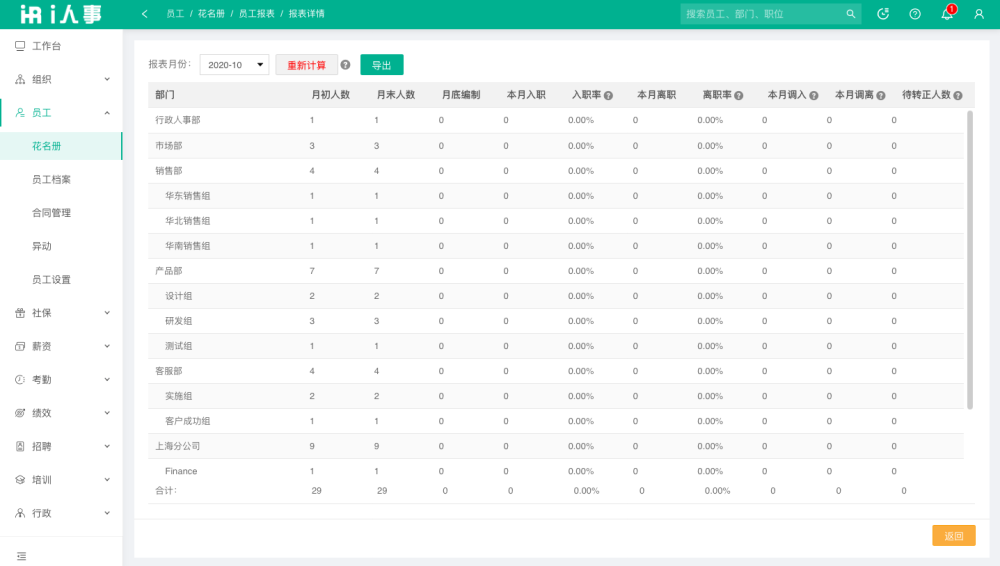 iR i人事
员工 / 花名册 / 员工报表 / 报表详情
搜索员工、部门、职位
1
工作台
组织
员工
花名册
员工档案
合同管理
异动
员工设置
社保
薪资
考勤
绩效
招聘
培训
行政
报表月份： 2020-10 重新计算 导出
部门 月初人数 月末人数 月底编制 本月入职 入职率 本月离职 离职率 本月调入 本月调离 待转正人数
行政人事部 1 1 0 0 0.00% 0 0.00% 0 0 0
市场部 3 3 0 0 0.00% 0 0.00% 0 0 0
销售部 4 4 0 0 0.00% 0 0.00% 0 0 0
华东销售组 1 1 0 0 0.00% 0 0.00% 0 0 0
华北销售组 1 1 0 0 0.00% 0 0.00% 0 0 0
华南销售组 1 1 0 0 0.00% 0 0.00% 0 0 0
产品部 7 7 0 0 0.00% 0 0.00% 0 0 0
设计组 2 2 0 0 0.00% 0 0.00% 0 0 0
研发组 3 3 0 0 0.00% 0 0.00% 0 0 0
测试组 1 1 0 0 0.00% 0 0.00% 0 0 0
客服部 4 4 0 0 0.00% 0 0.00% 0 0 0
实施组 2 2 0 0 0.00% 0 0.00% 0 0 0
客户成功组 1 1 0 0 0.00% 0 0.00% 0 0 0
上海分公司 9 9 0 0 0.00% 0 0.00% 0 0 0
Finance 1 1 0 0 0.00% 0 0.00% 0 0 0
合计： 29 29 0 0 0.00% 0 0.00% 0 0 0
返回